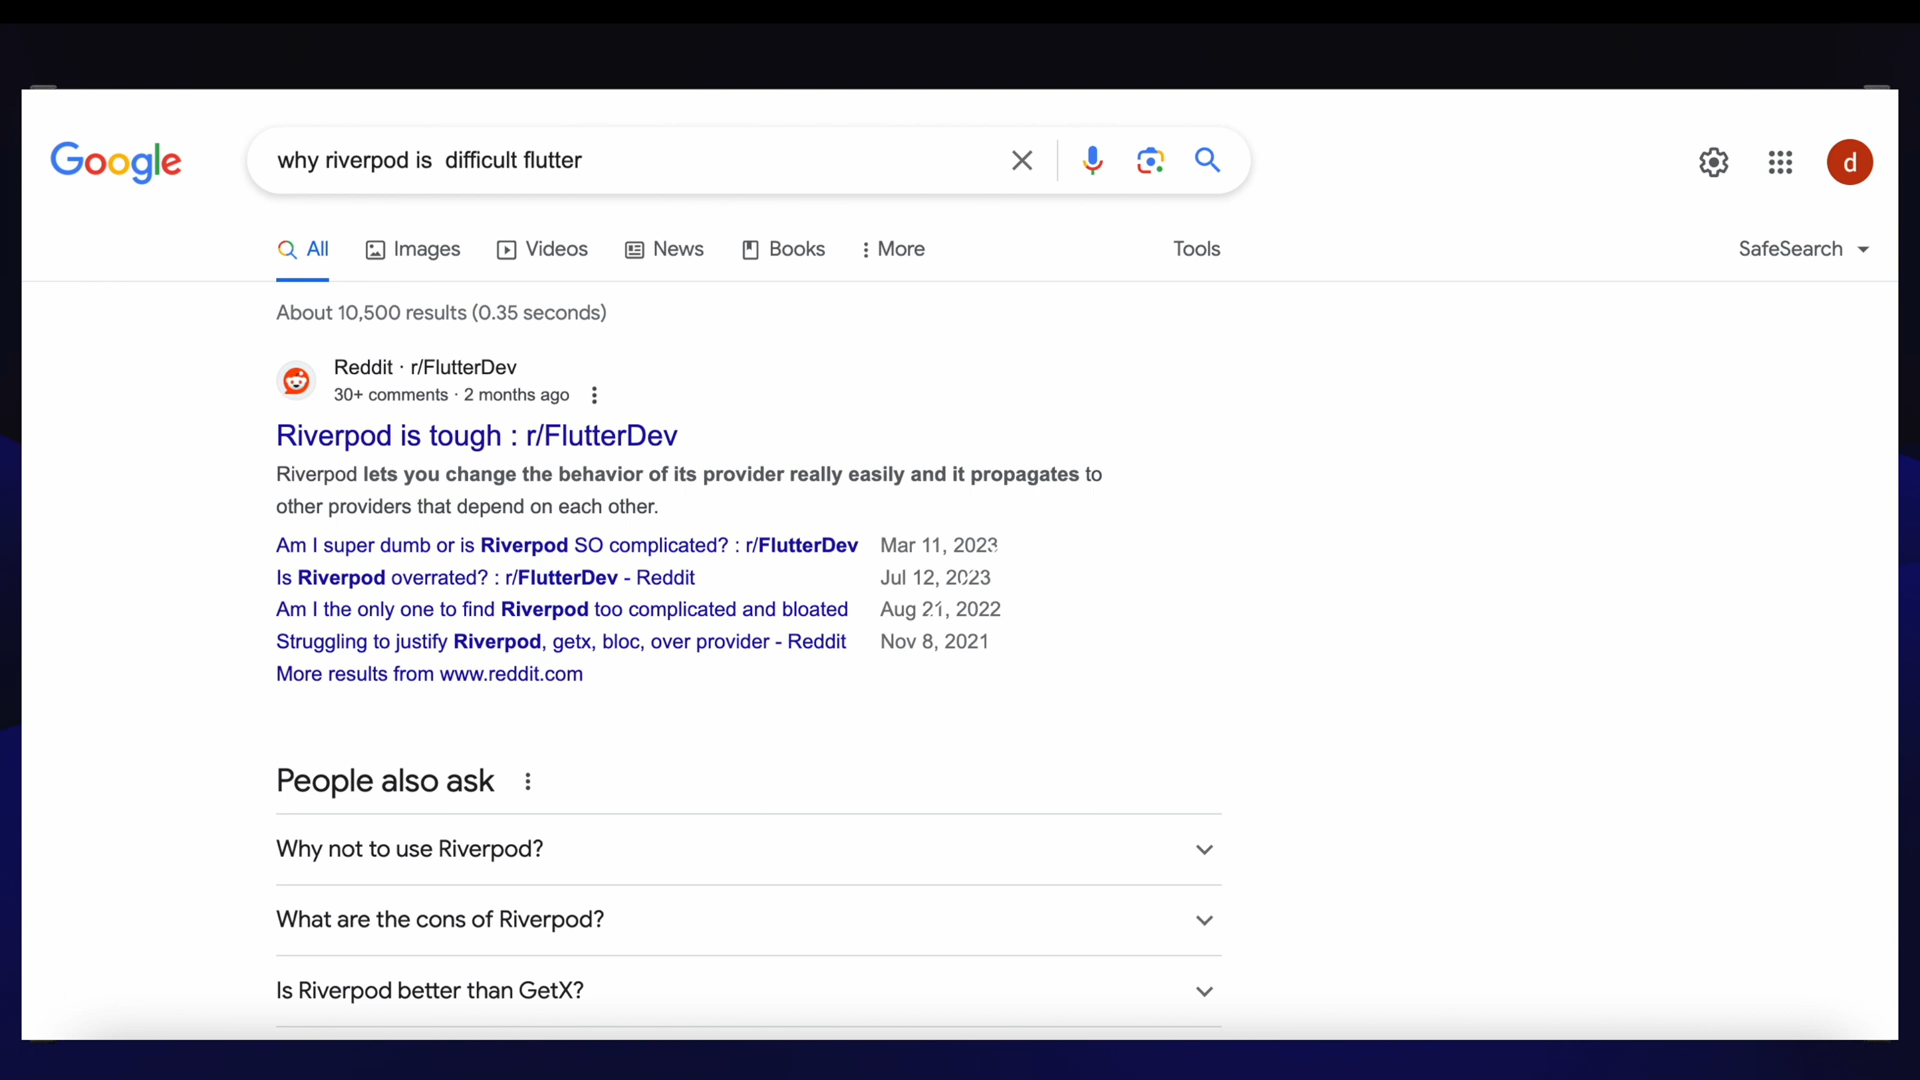 Google
why riverpod is  difficult flutter
d
All
Images
Videos
News
Books
More
Tools
SafeSearch
About 10,500 results (0.35 seconds)
Reddit · r/FlutterDev
30+ comments · 2 months ago
Riverpod is tough : r/FlutterDev
Riverpod lets you change the behavior of its provider really easily and it propagates to
other providers that depend on each other.
Am I super dumb or is Riverpod SO complicated? : r/FlutterDev Mar 11, 2023
Is Riverpod overrated? : r/FlutterDev - Reddit Jul 12, 2023
Am I the only one to find Riverpod too complicated and bloated Aug 21, 2022
Struggling to justify Riverpod, getx, bloc, over provider - Reddit Nov 8, 2021
More results from www.reddit.com
People also ask
Why not to use Riverpod?
What are the cons of Riverpod?
Is Riverpod better than GetX?